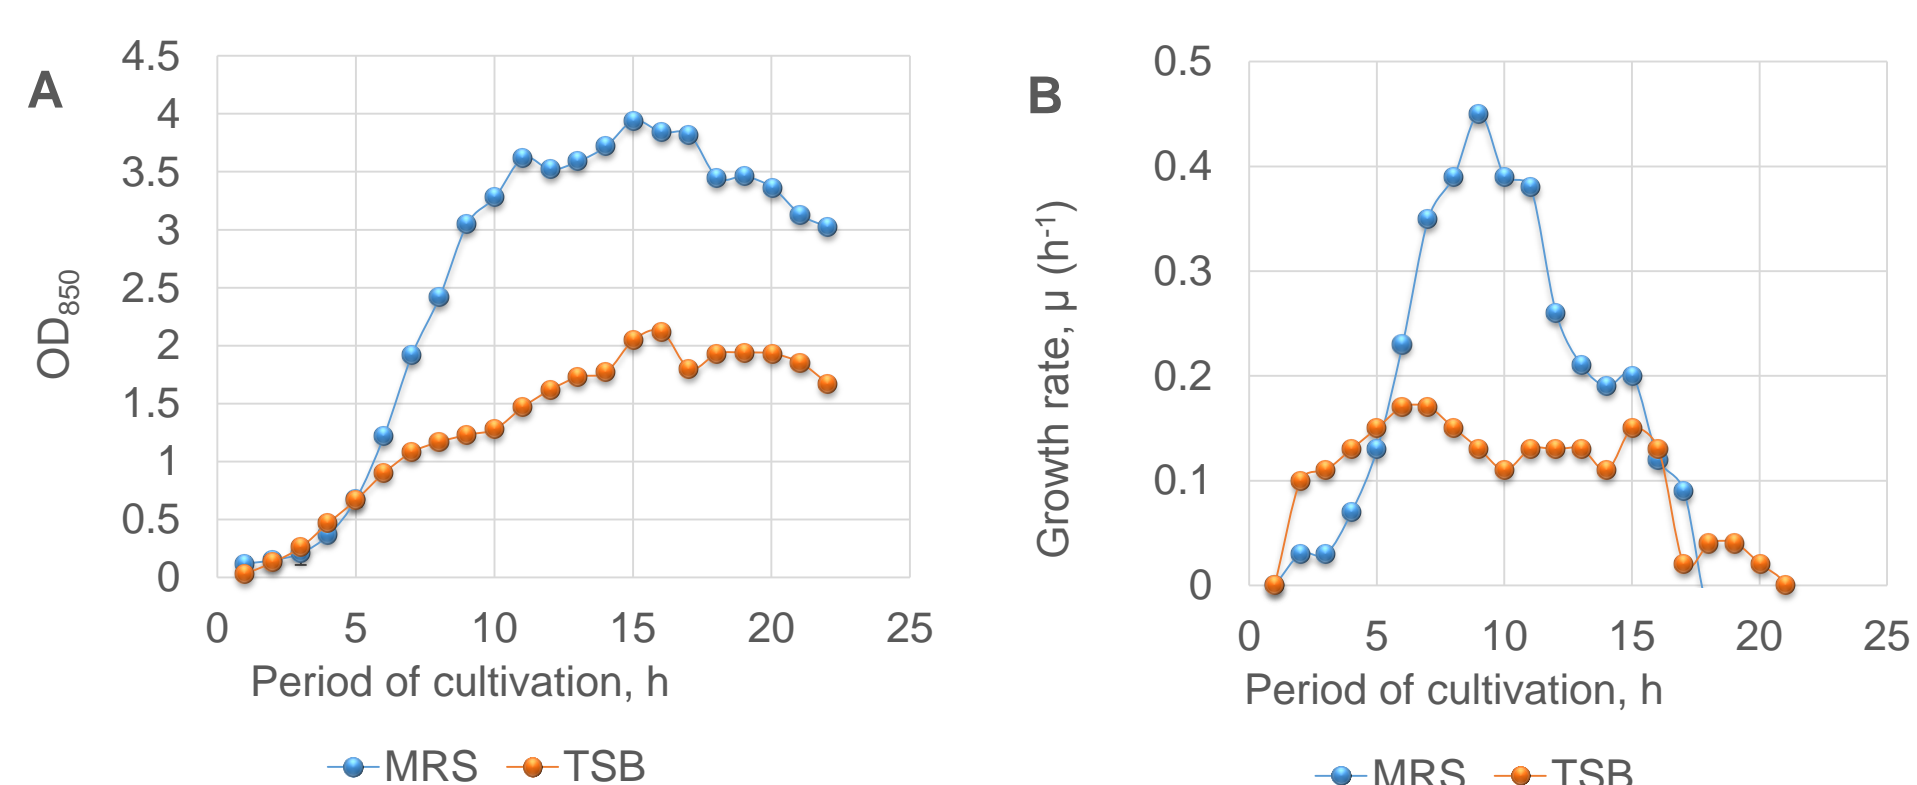 A
4.5
4
3.5
3
2.5
2
1.5
1
0.5
0
OD850
0 5 10 15 20 25
Period of cultivation, h
MRS TSB
B
0.5
0.4
0.3
0.2
0.1
0
Growth rate, μ (h-1)
0 5 10 15 20 25
Period of cultivation, h
MRS TSB